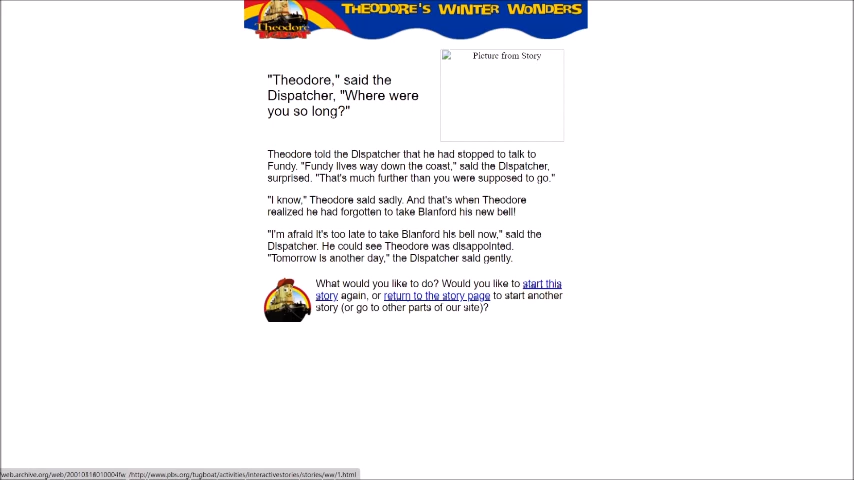 THEODORE'S WINTER WONDERS
Theodore
Picture from Story
"Theodore," said the
Dispatcher, "Where were
you so long?"
Theodore told the Dispatcher that he had stopped to talk to
Fundy. "Fundy lives way down the coast," said the Dispatcher,
surprised. "That's much further than you were supposed to go."
"I know," Theodore said sadly. And that's when Theodore
realized he had forgotten to take Blanford his new bell!
"I'm afraid it's too late to take Blanford his bell now," said the
Dispatcher. He could see Theodore was disappointed.
"Tomorrow is another day," the Dispatcher said gently.
What would you like to do? Would you like to start this
story again, or return to the story page to start another
story (or go to other parts of our site)?
web.archive.org/web/20010318010004fw_/http://www.pbs.org/tugboat/activities/interactivestories/stories/ww/1.html